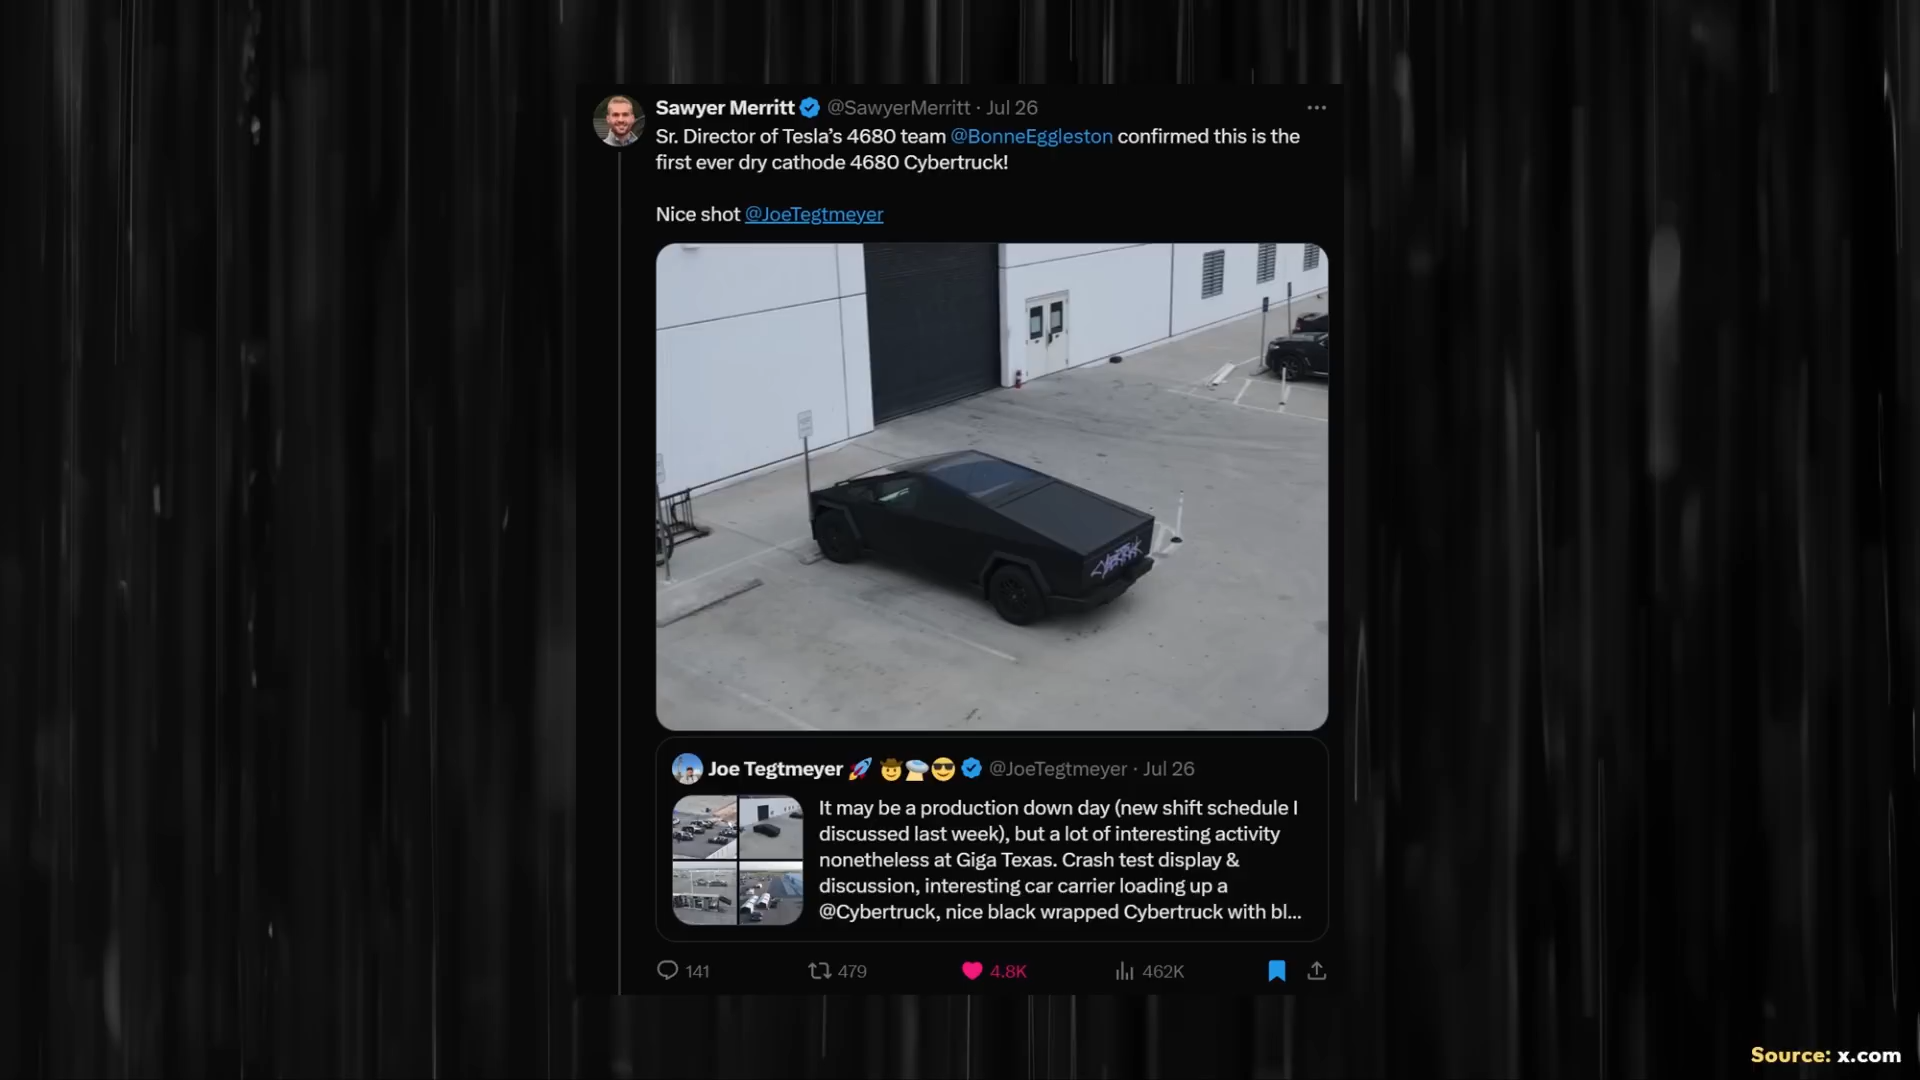 Sawyer Merritt @SawyerMerritt · Jul 26
Sr. Director of Tesla’s 4680 team @BonneEggleston confirmed this is the
first ever dry cathode 4680 Cybertruck!
Nice shot @JoeTegtmeyer
CYBERTRUCK
Joe Tegtmeyer 🚀 🤠🛸😎 @JoeTegtmeyer · Jul 26
It may be a production down day (new shift schedule I
discussed last week), but a lot of interesting activity
nonetheless at Giga Texas. Crash test display &
discussion, interesting car carrier loading up a
@Cybertruck, nice black wrapped Cybertruck with bl...
141 479 4.8K 462K
Source: x.com